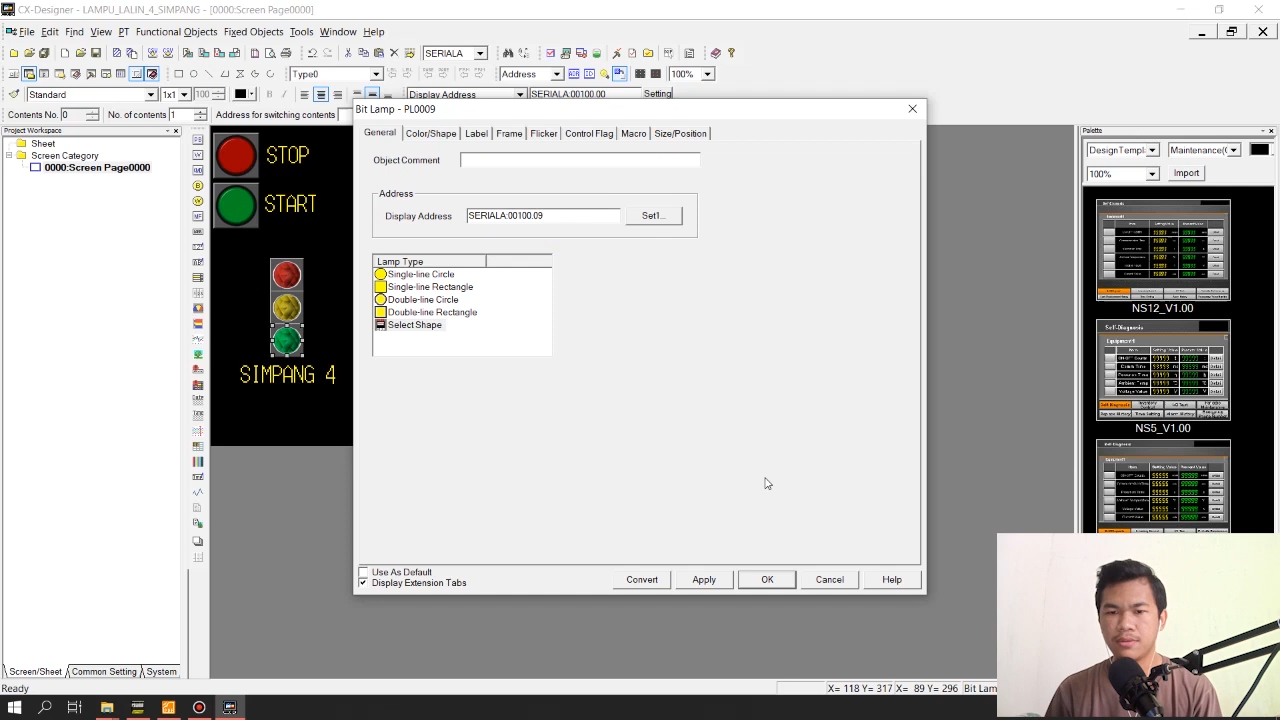 CX-Designer - LAMPU_LALIN_4_SIMPANG - [0000:Screen Page0000]
File Edit Find View PT Functional Objects Fixed Objects Tools Window Help
SERIALA
Type0 Address 100%
Standard 1x1 100 B I Display Address SERIALA:00100.00 Setting
Contents No. 0 No. of contents 1 Address for switching contents
Project Workspace
Sheet
Screen Category
0000:Screen Page0000
STOP
START
SIMPANG 4
Bit Lamp - PL0009
General Color/Shape Label Frame Flicker Control Flag Macro Size/Position
Object Comment
Address
Display Address SERIALA:00100.09 Set1...
Lamp Type
Single-line Circle
Single-line Rectangle
Double-line Circle
Double-line Rectangle
Select Shape
Use As Default
Display Extension Tabs
Convert Apply OK Cancel Help
Palette
DesignTempl Maintenance(
100% Import
NS12_V1.00
Self-Diagnosis
NS5_V1.00
Screen/Sheet Common Setting System
Ready X= 118 Y= 317 X= 89 Y= 296 Bit Lam